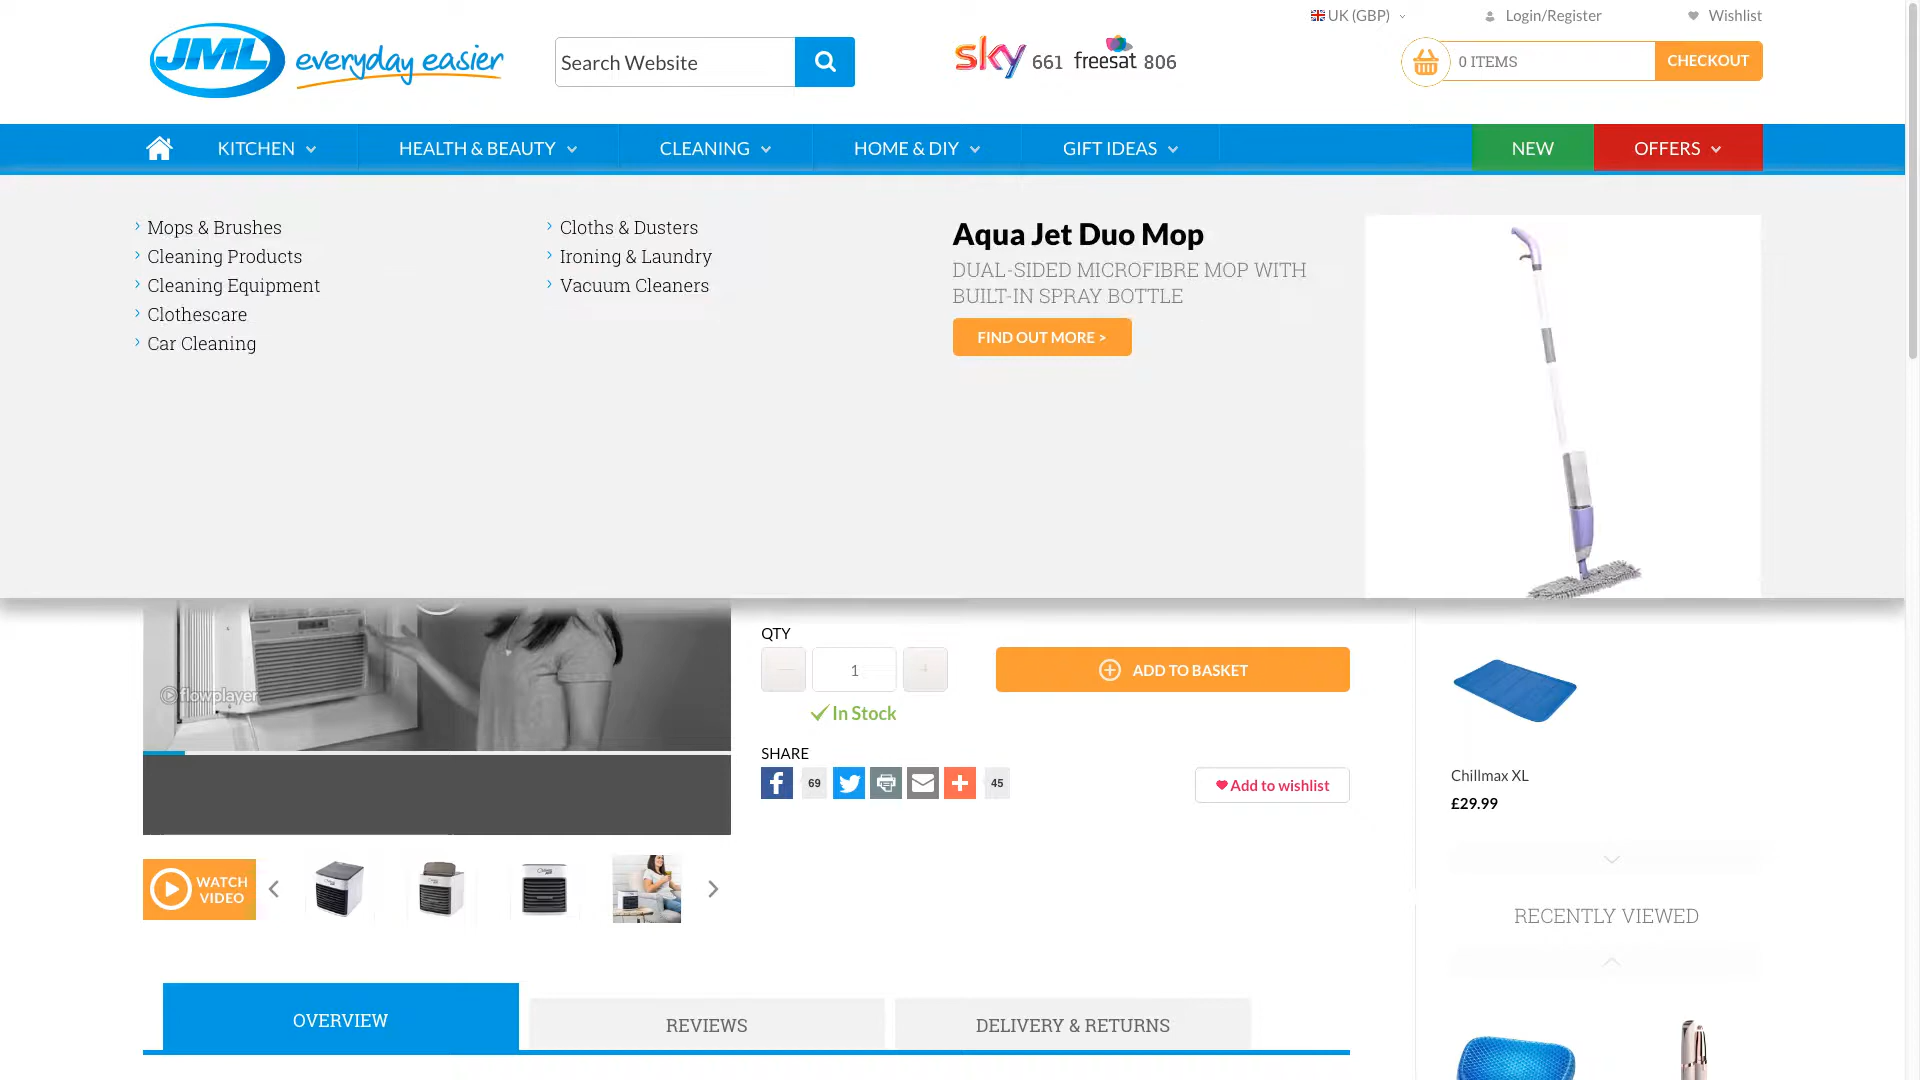 UK (GBP)
Login/Register
Wishlist
JML everyday easier
Search Website
sky 661 freesat 806
0 ITEMS
CHECKOUT
KITCHEN
HEALTH & BEAUTY
CLEANING
HOME & DIY
GIFT IDEAS
NEW
OFFERS
Mops & Brushes
Cleaning Products
Cleaning Equipment
Clothescare
Car Cleaning
Cloths & Dusters
Ironing & Laundry
Vacuum Cleaners
Aqua Jet Duo Mop
DUAL-SIDED MICROFIBRE MOP WITH
BUILT-IN SPRAY BOTTLE
FIND OUT MORE >
flowplayer
QTY
1
ADD TO BASKET
In Stock
SHARE
69
45
Add to wishlist
Chillmax XL
£29.99
WATCH
VIDEO
RECENTLY VIEWED
OVERVIEW
REVIEWS
DELIVERY & RETURNS